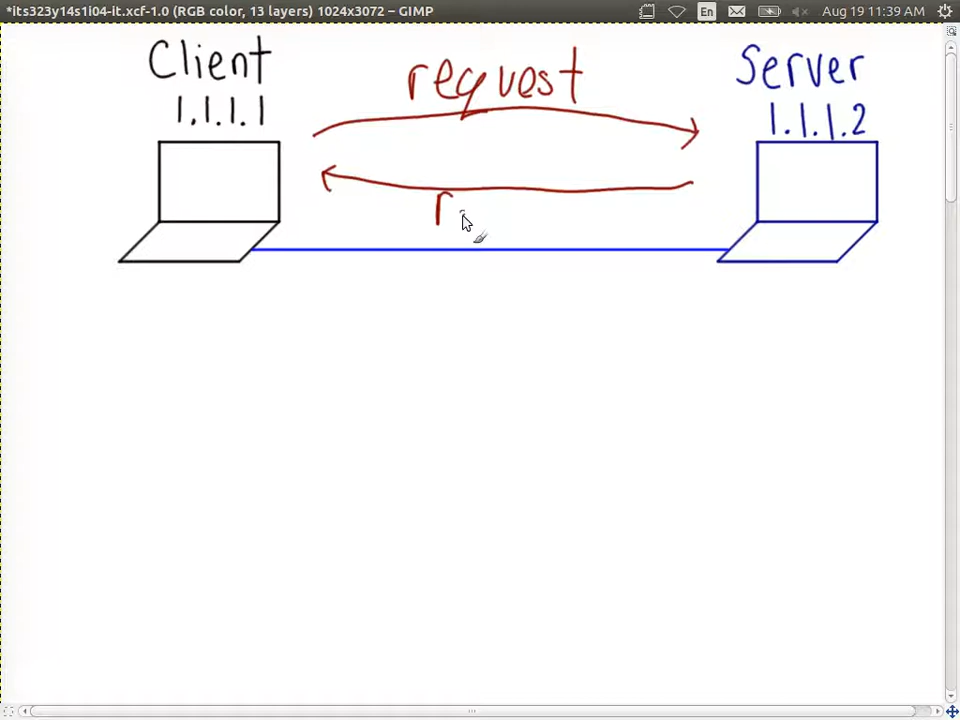 *its323y14s1i04-it.xcf-1.0 (RGB color, 13 layers) 1024x3072 – GIMP
En
Aug 19 11:39 AM
Client
1.1.1.1
request
Server
1.1.1.2
r